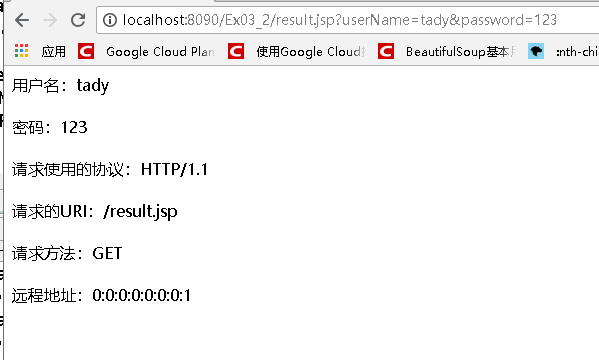 localhost:8090/Ex03_2/result.jsp?userName=tady&password=123
应用 Google Cloud Plan 使用Google Cloud BeautifulSoup基本 :nth-chi
用户名：tady
密码：123
请求使用的协议：HTTP/1.1
请求的URI：/result.jsp
请求方法：GET
远程地址：0:0:0:0:0:0:0:1